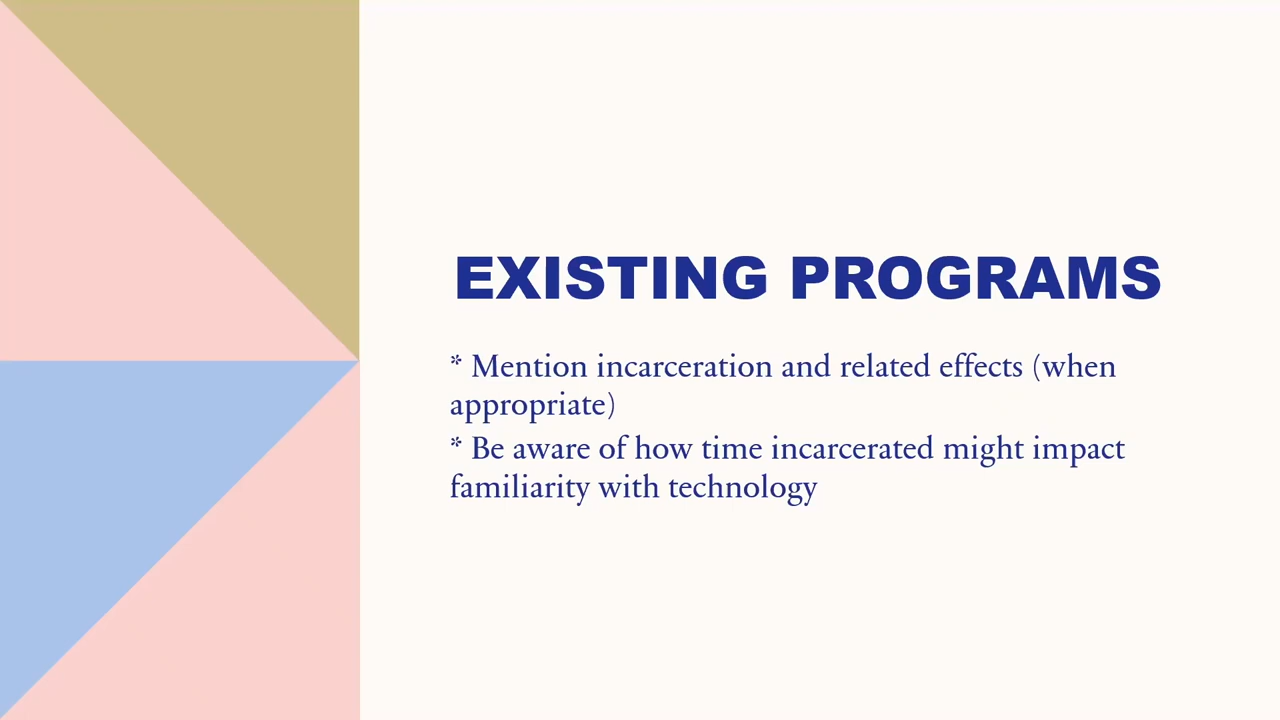 EXISTING PROGRAMS
* Mention incarceration and related effects (when
appropriate)
* Be aware of how time incarcerated might impact
familiarity with technology